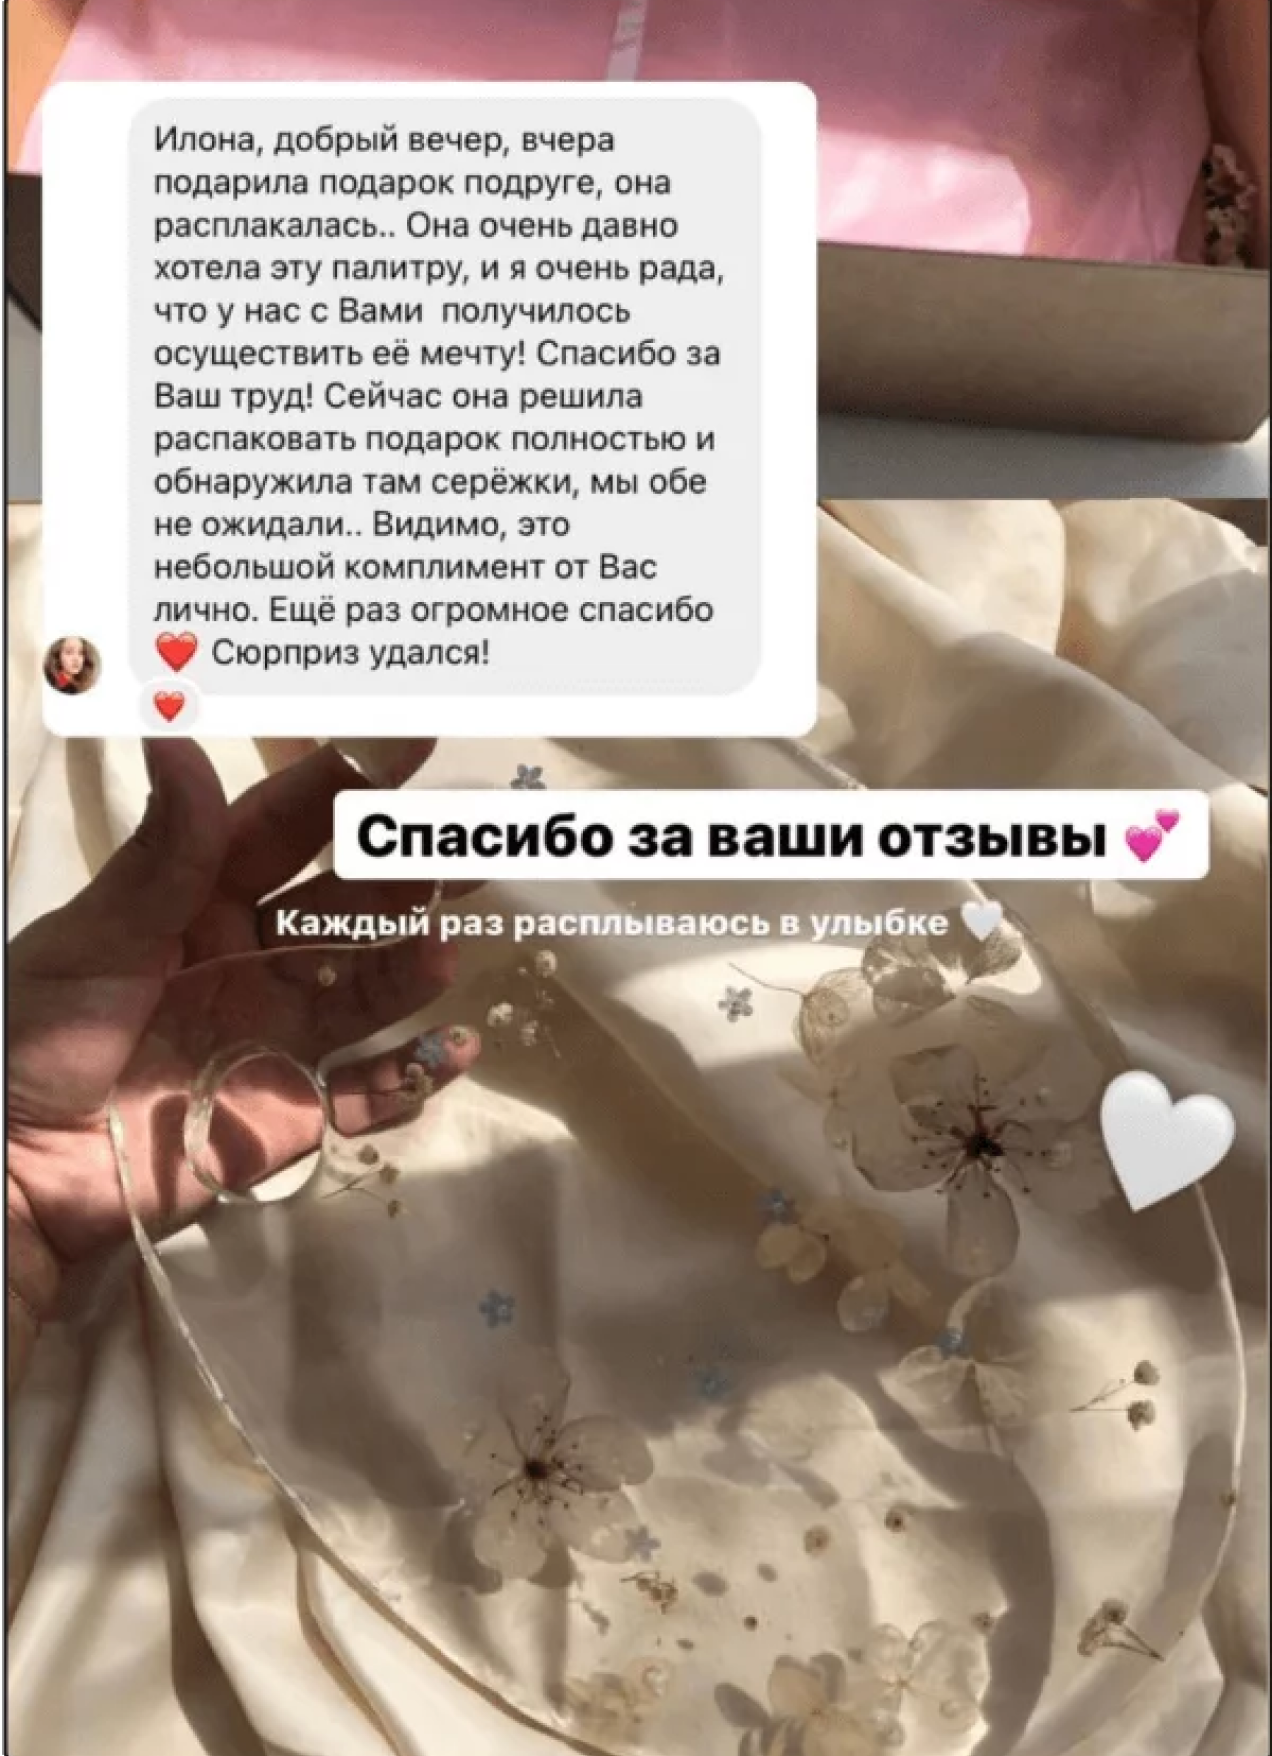 Илона, добрый вечер, вчера
подарила подарок подруге, она
расплакалась.. Она очень давно
хотела эту палитру, и я очень рада,
что у нас с Вами  получилось
осуществить её мечту! Спасибо за
Ваш труд! Сейчас она решила
распаковать подарок полностью и
обнаружила там серёжки, мы обе
не ожидали.. Видимо, это
небольшой комплимент от Вас
лично. Ещё раз огромное спасибо
❤️ Сюрприз удался!
❤️
Спасибо за ваши отзывы 💕
Каждый раз расплываюсь в улыбке 🤍